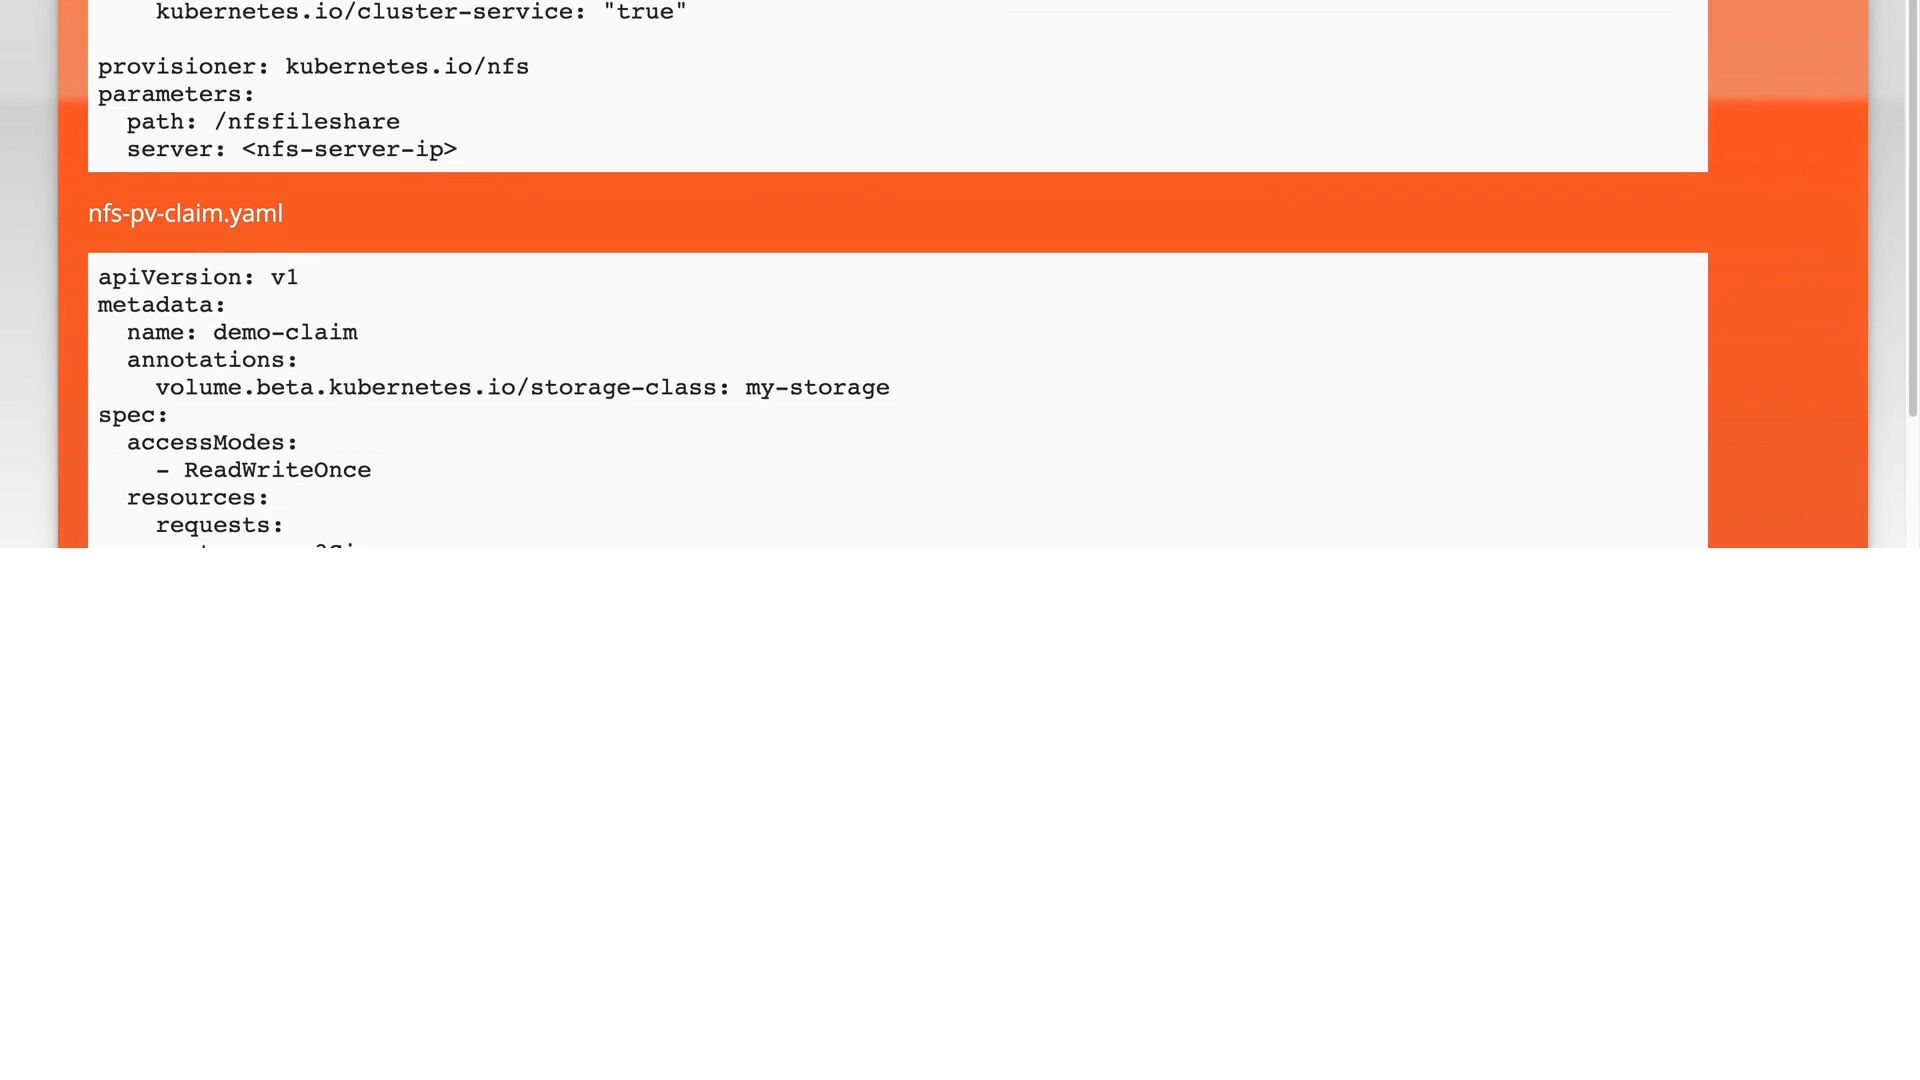 kubernetes.io/cluster-service: "true"
provisioner: kubernetes.io/nfs
parameters:
path: /nfsfileshare
server: <nfs-server-ip>
nfs-pv-claim.yaml
apiVersion: v1
metadata:
name: demo-claim
annotations:
volume.beta.kubernetes.io/storage-class: my-storage
spec:
accessModes:
- ReadWriteOnce
resources:
requests: